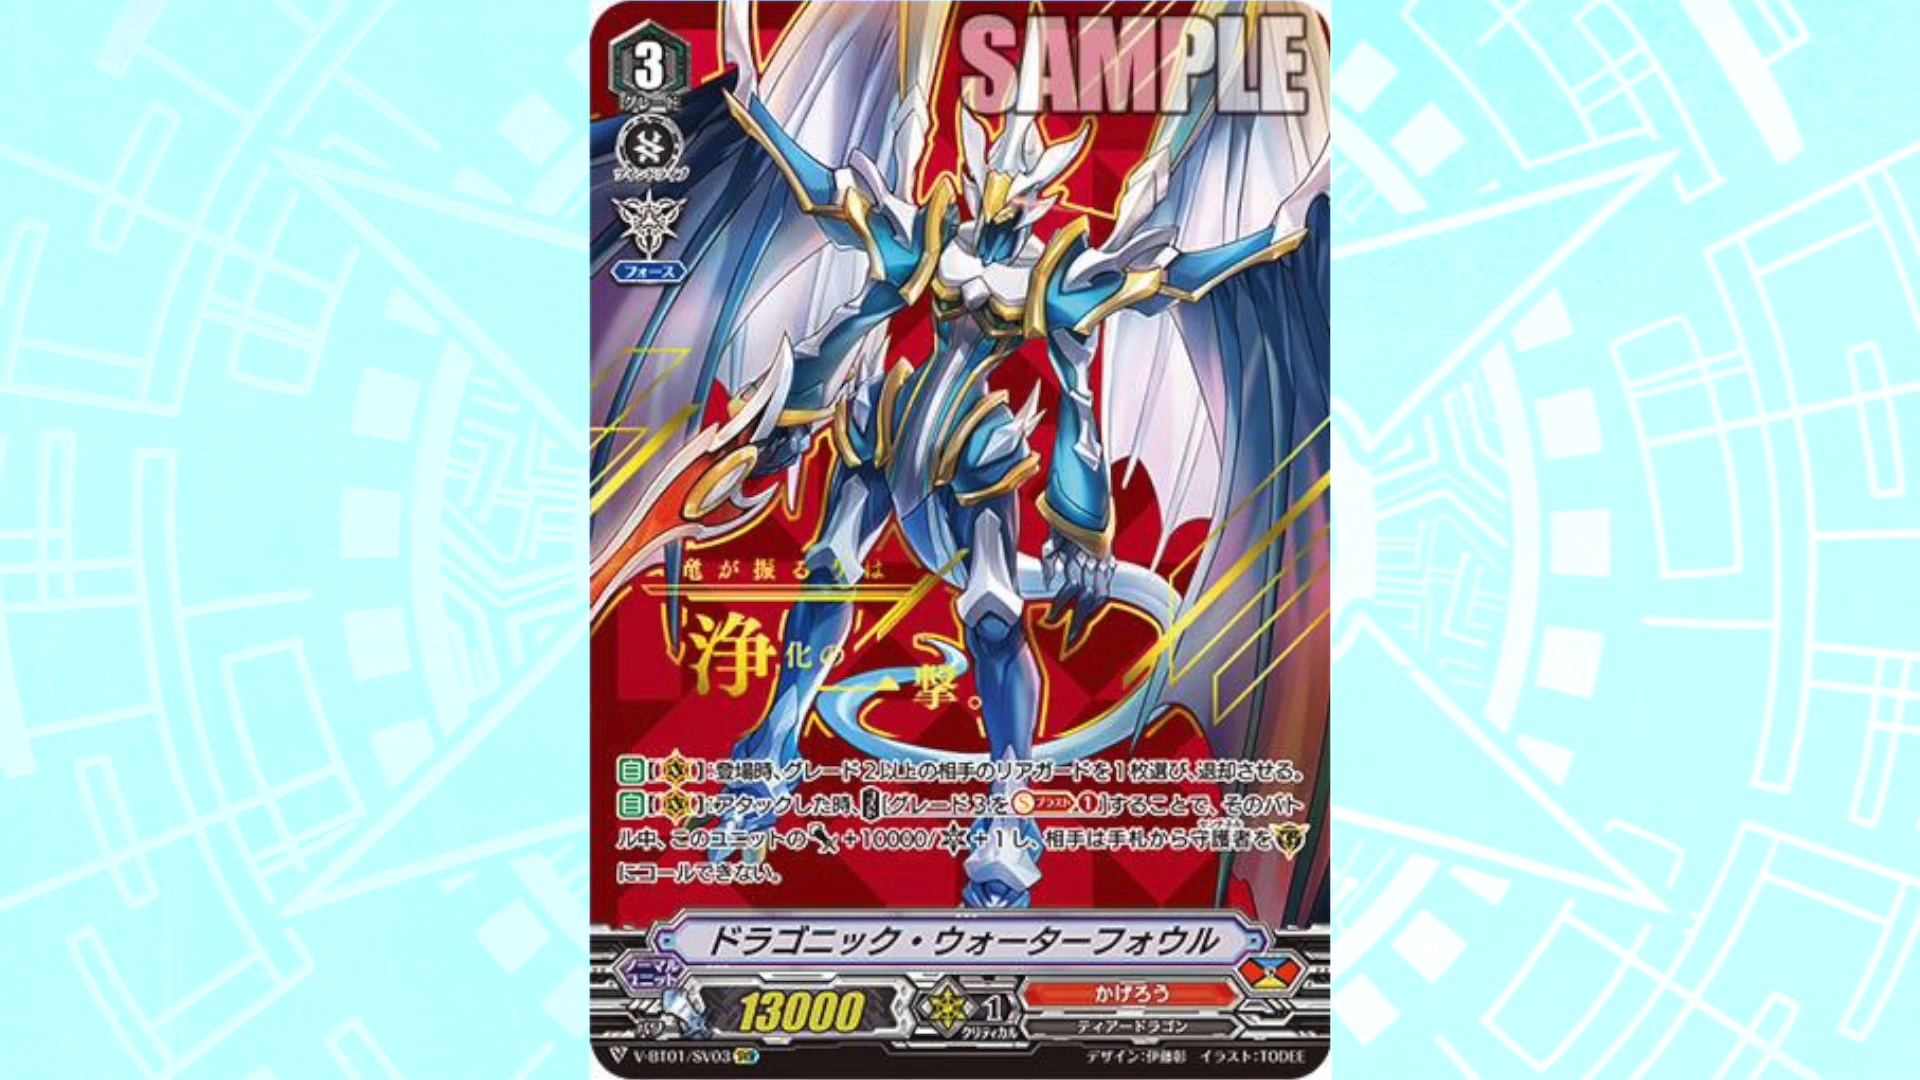 SAMPLE
3
グレード
ツインドライブ
フォース
竜が振る刀は
浄化の
一撃。
自【】:登場時、グレード2以上の相手のリアガードを1枚選び、退却させる。
自【】:アタックした時、[グレード3をSブラスト1]することで、そのバト
ル中、このユニットの+10000/+1し、相手は手札から守護者を
にコールできない。
ドラゴニック・ウォーターフォウル
ノーマル
ユニット
13000
1
クリティカル
かげろう
ティアードラゴン
V-BT01/SV03
デザイン:伊藤彰 イラスト:TODEE